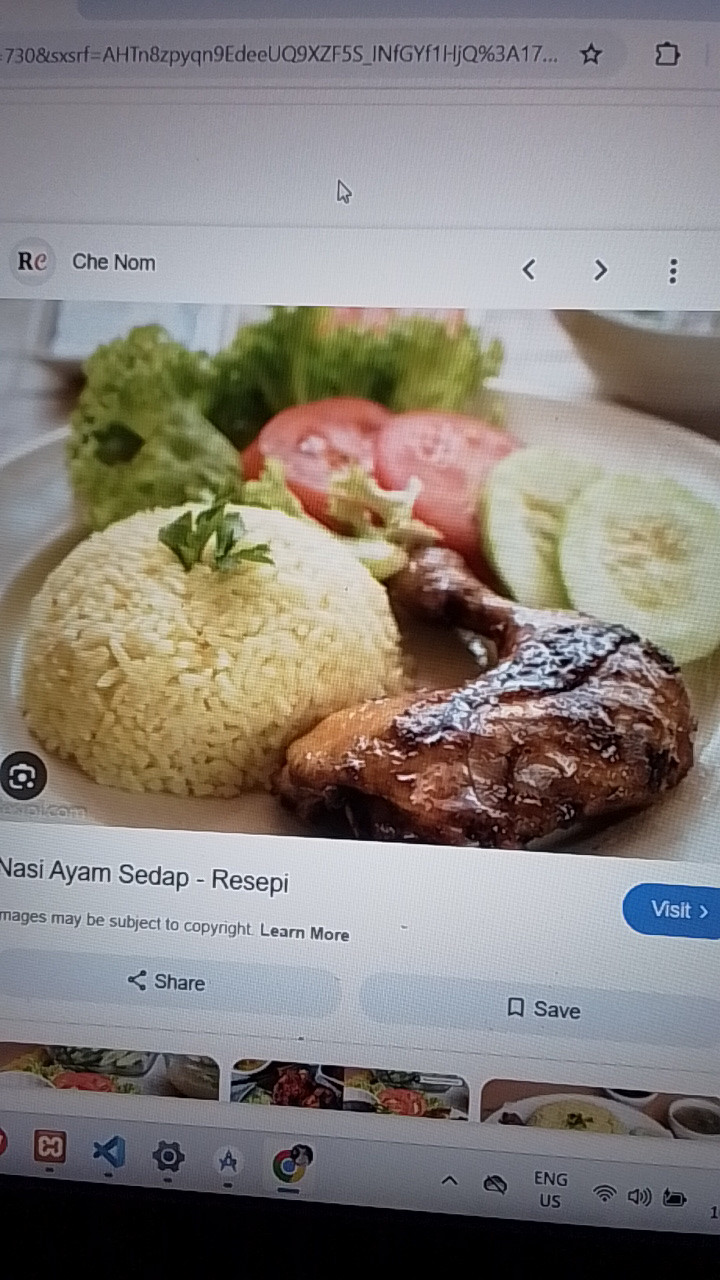 =730&sxsrf=AHTn8zpyqn9EdeeUQ9XZF5S_INfGYf1HjQ%3A17...
Re Che Nom
Nasi Ayam Sedap - Resepi
Visit
mages may be subject to copyright. Learn More
Share
Save
ENG
US